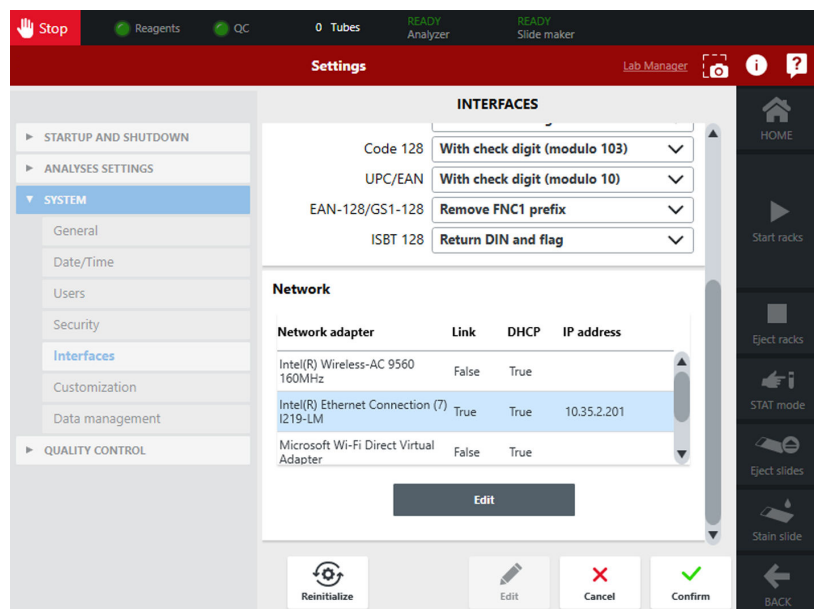 Stop
Reagents
QC
0 Tubes
READY
Analyzer
READY
Slide maker
Settings
Lab Manager
i
?
INTERFACES
STARTUP AND SHUTDOWN
ANALYSES SETTINGS
SYSTEM
General
Date/Time
Users
Security
Interfaces
Customization
Data management
QUALITY CONTROL
Code 128 With check digit (modulo 103)
UPC/EAN With check digit (modulo 10)
EAN-128/GS1-128 Remove FNC1 prefix
ISBT 128 Return DIN and flag
Network
Network adapter Link DHCP IP address
Intel(R) Wireless-AC 9560
160MHz
False True
Intel(R) Ethernet Connection (7)
I219-LM
True True 10.35.2.201
Microsoft Wi-Fi Direct Virtual
Adapter
False True
Edit
Reinitialize
Edit
Cancel
Confirm
HOME
Start racks
Eject racks
STAT mode
Eject slides
Stain slide
BACK